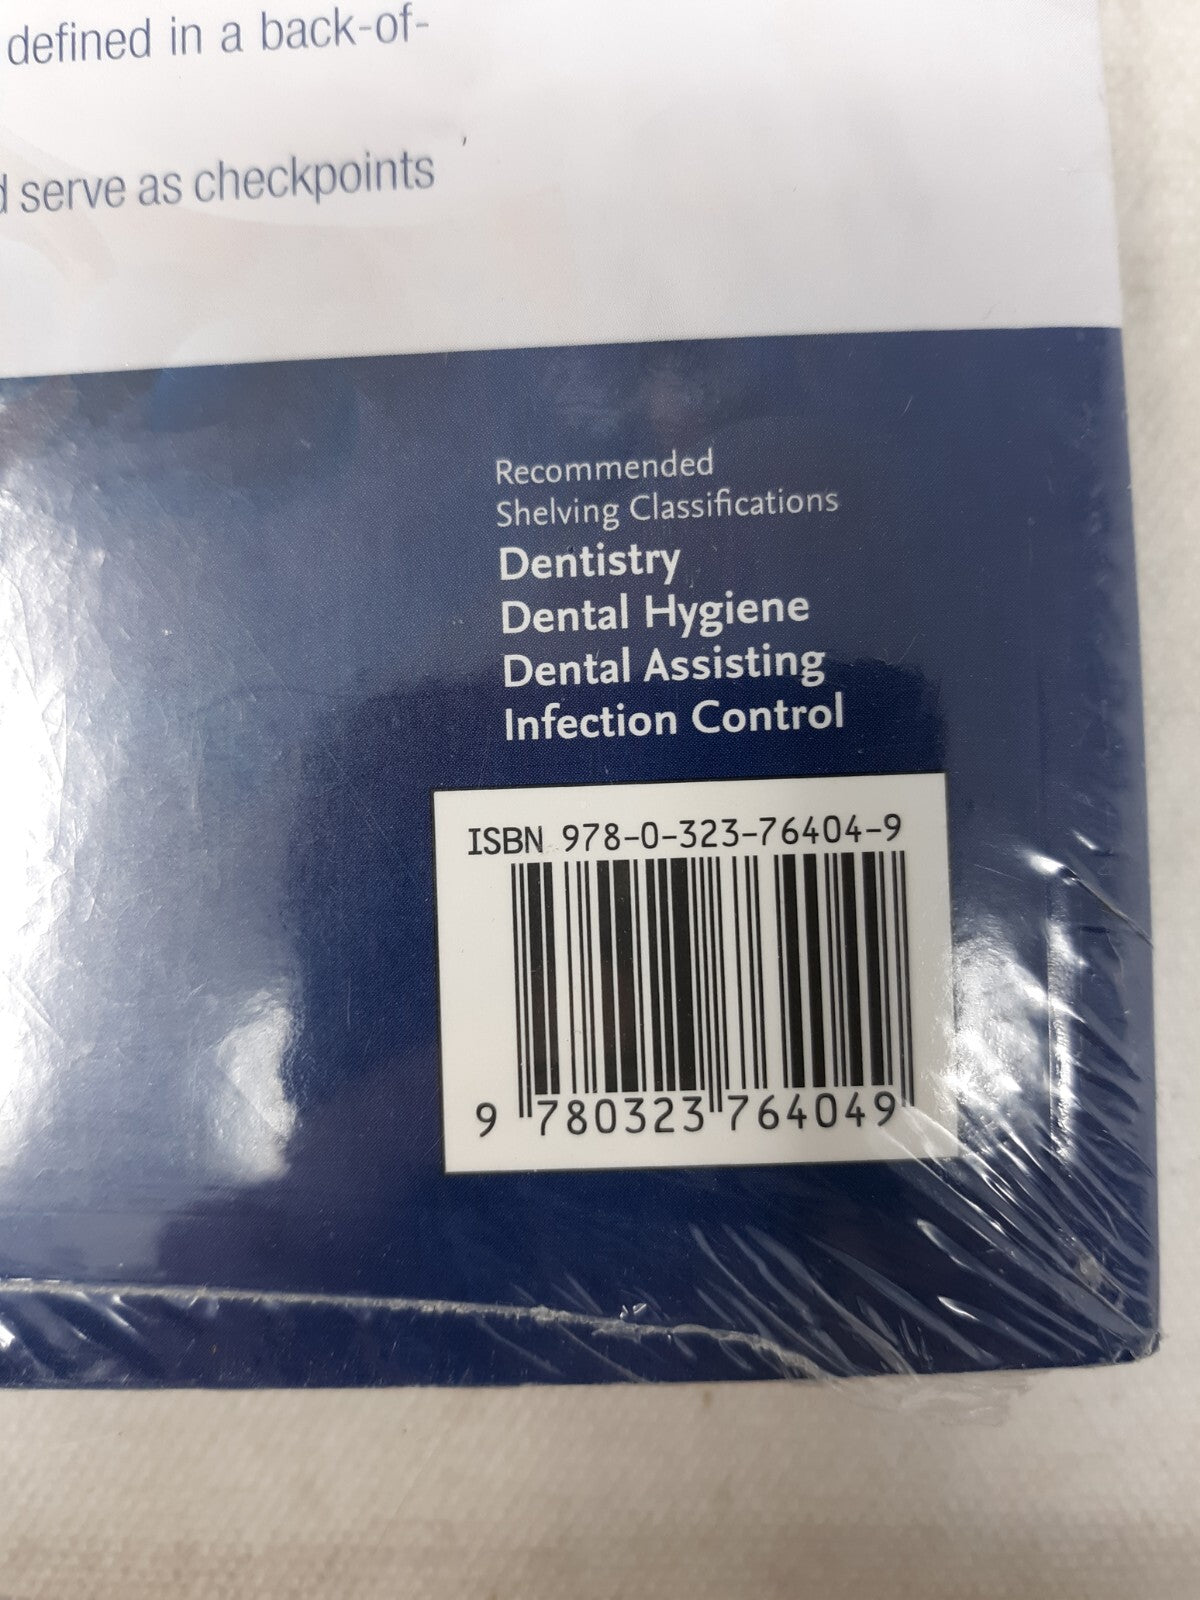 defined in a back-of-
serve as checkpoints
Recommended
Shelving Classifications
Dentistry
Dental Hygiene
Dental Assisting
Infection Control
ISBN 978-0-323-76404-9
9 780323 764049